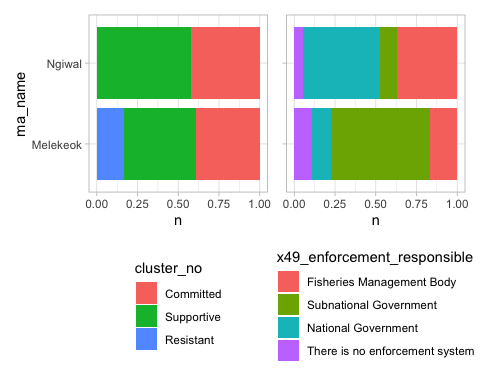 ma_name
Ngiwal
Melekeok
0.00 0.25 0.50 0.75 1.00
0.00 0.25 0.50 0.75 1.00
n
n
cluster_no
Committed
Supportive
Resistant
x49_enforcement_responsible
Fisheries Management Body
Subnational Government
National Government
There is no enforcement system